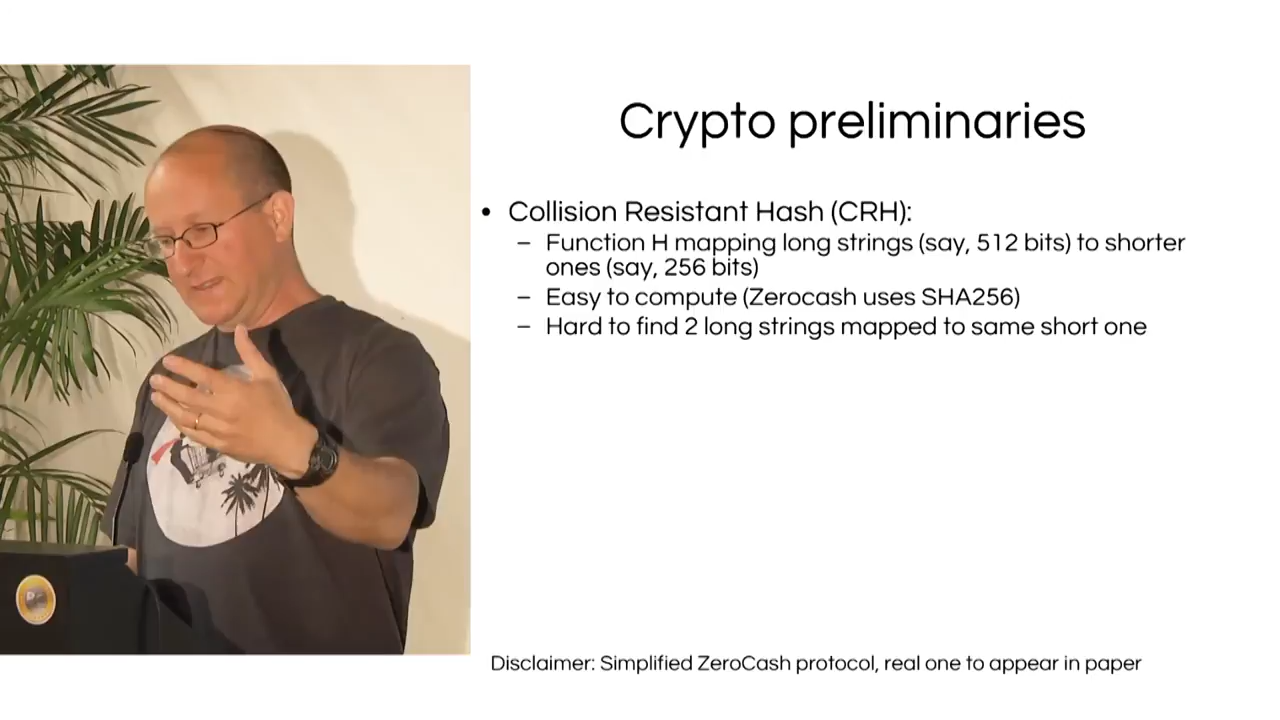 Crypto preliminaries
• Collision Resistant Hash (CRH):
– Function H mapping long strings (say, 512 bits) to shorter
ones (say, 256 bits)
– Easy to compute (Zerocash uses SHA256)
– Hard to find 2 long strings mapped to same short one
Disclaimer: Simplified ZeroCash protocol, real one to appear in paper